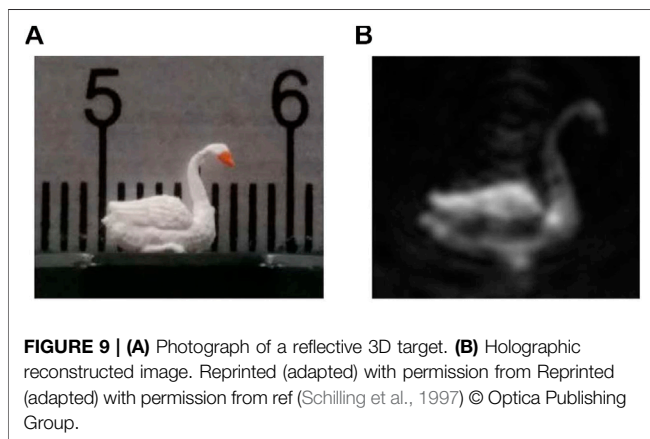 A
B
5 6
FIGURE 9 | (A) Photograph of a reflective 3D target. (B) Holographic
reconstructed image. Reprinted (adapted) with permission from Reprinted
(adapted) with permission from ref (Schilling et al., 1997) © Optica Publishing
Group.